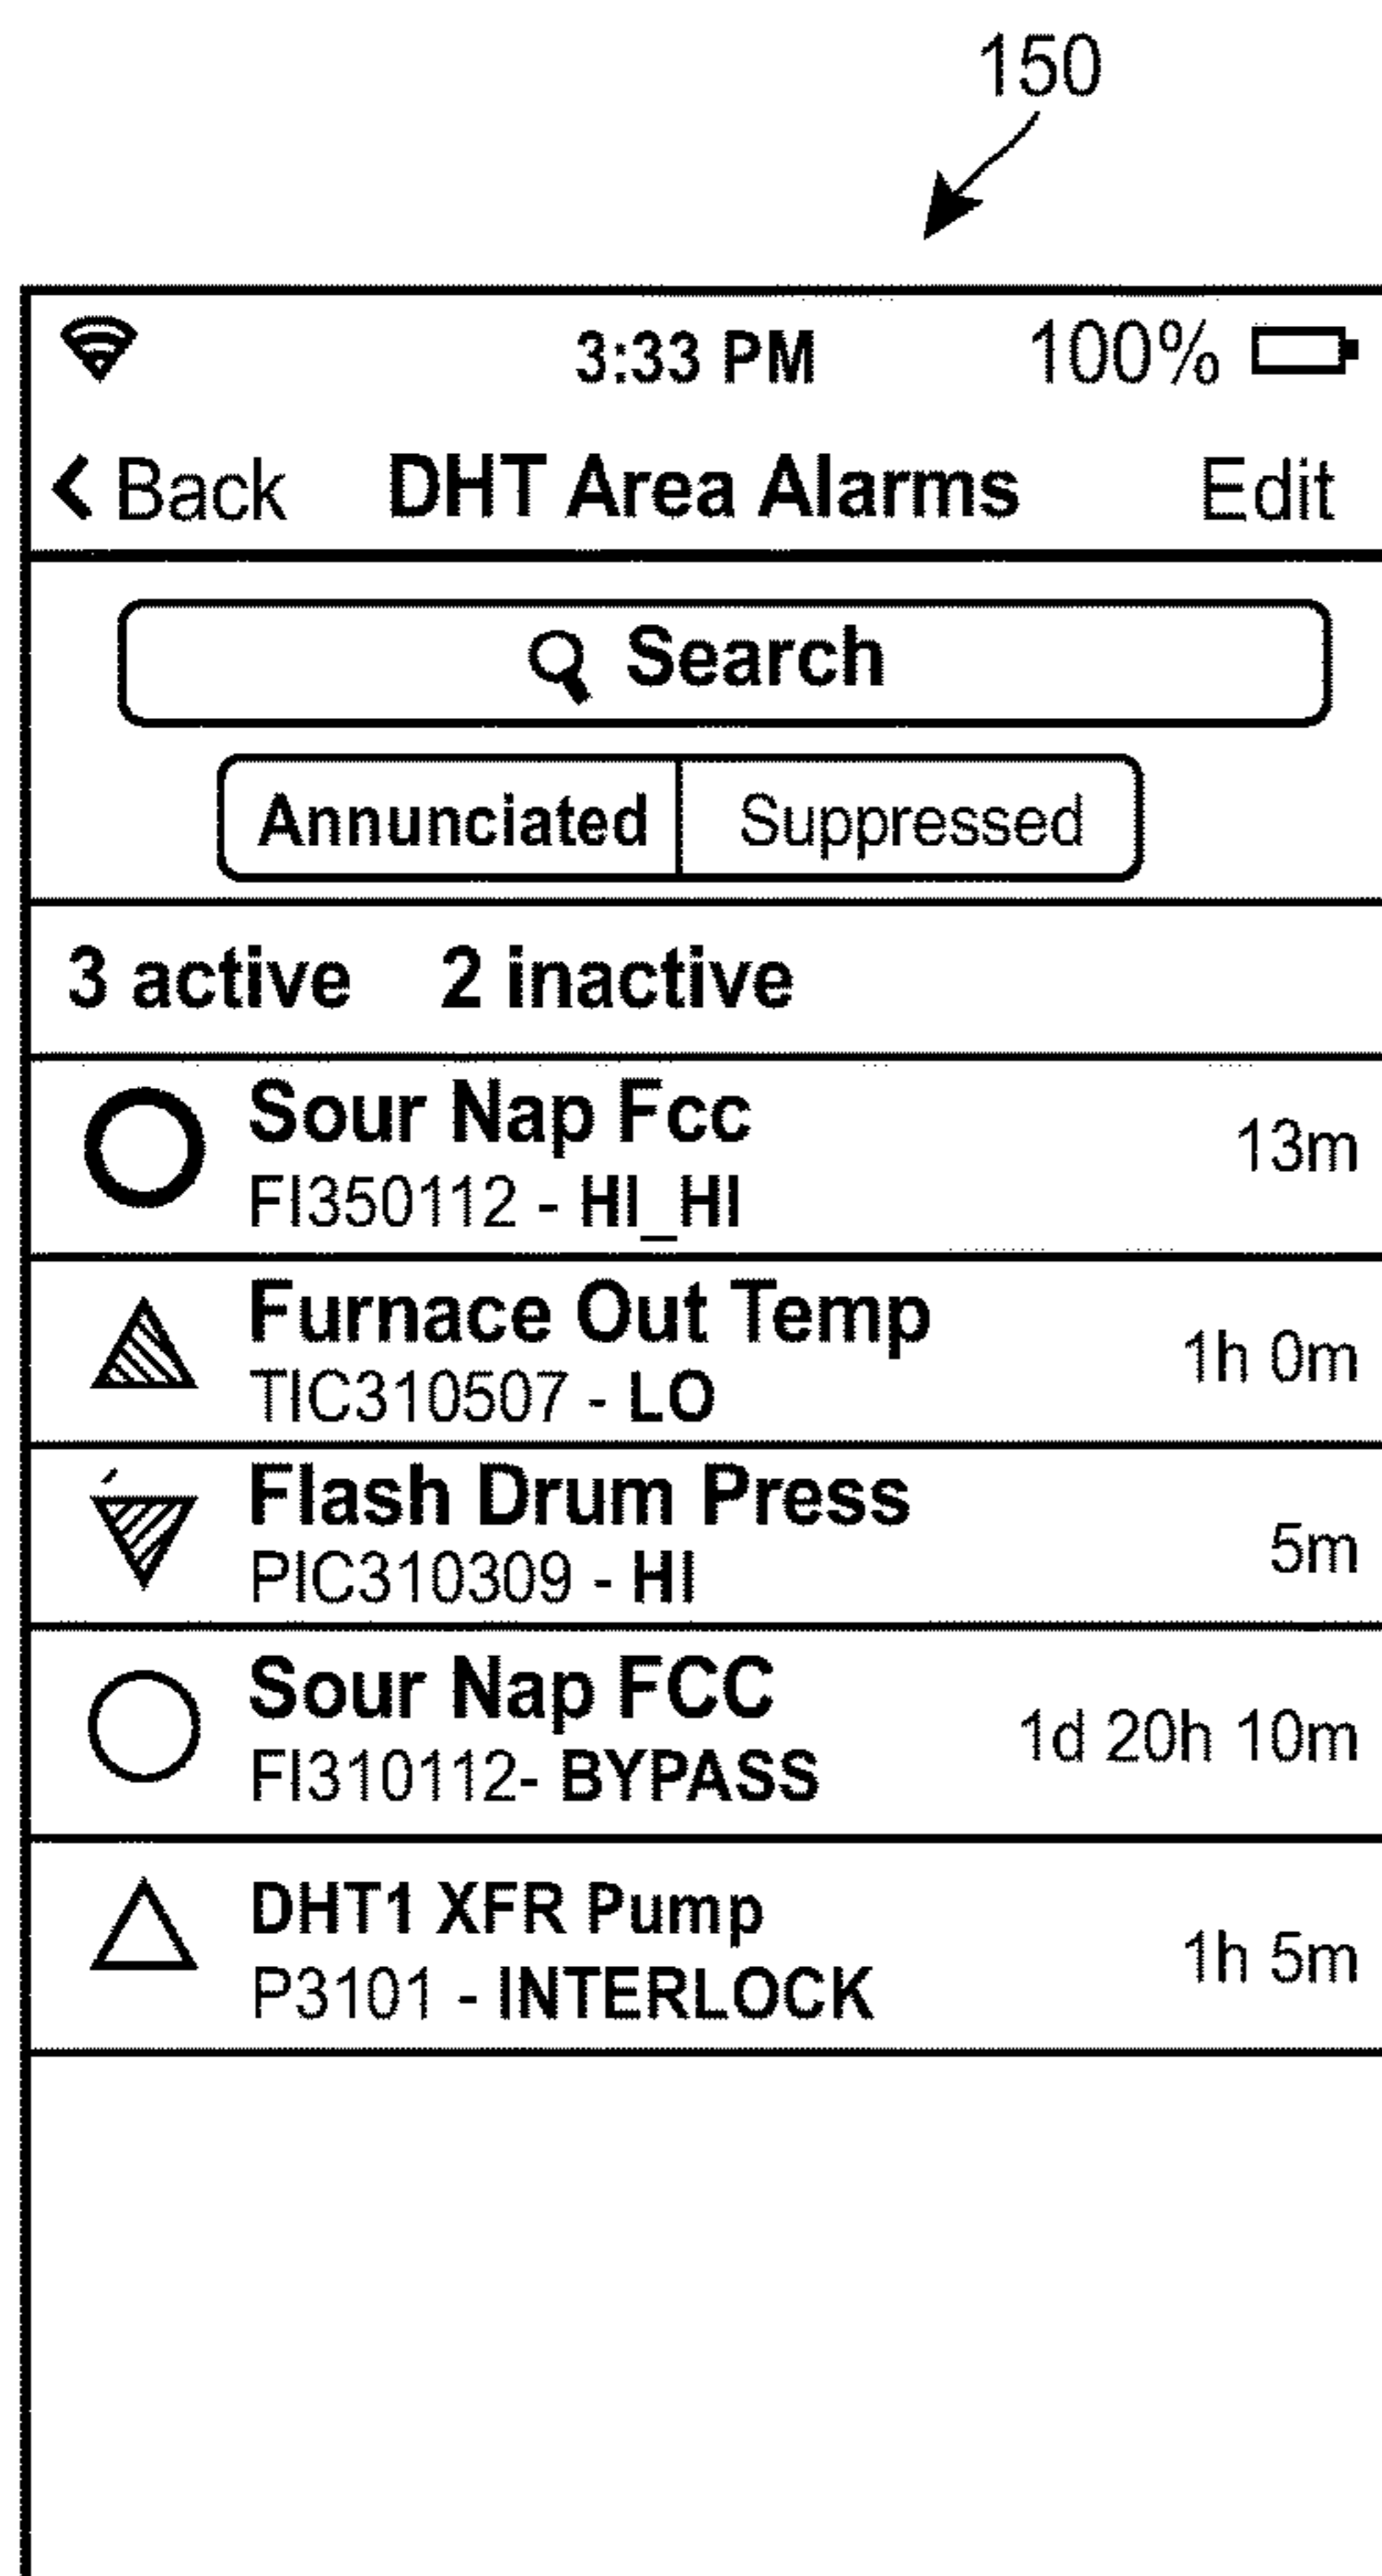 150
3:33 PM 100%
Back DHT Area Alarms Edit
Search
Annunciated Suppressed
3 active 2 inactive
Sour Nap Fcc
13m
FI350112 - HI_HI
Furnace Out Temp
1h 0m
TIC310507 - LO
Flash Drum Press
5m
PIC310309 - HI
Sour Nap FCC
1d 20h 10m
FI310112- BYPASS
DHT1 XFR Pump
1h 5m
P3101 - INTERLOCK